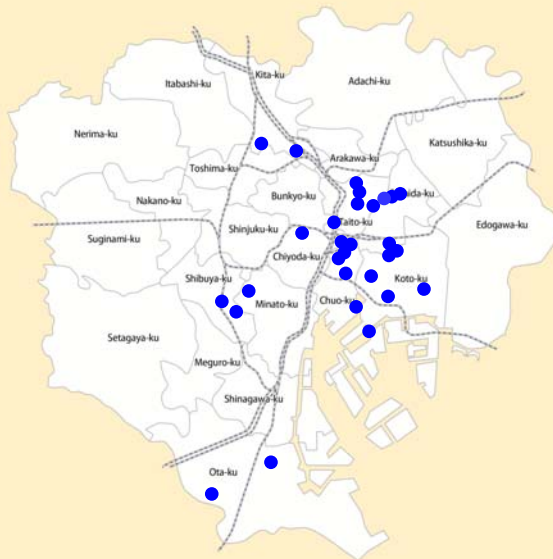 Kita-ku
Itabashi-ku
Adachi-ku
Nerima-ku
Katsushika-ku
Arakawa-ku
Toshima-ku
Nakano-ku
Bunkyo-ku
ida-ku
Taito-ku
Edogawa-ku
Shinjuku-ku
Suginami-ku
Chiyoda-ku
Shibuya-ku
Koto-ku
Minato-ku
Chuo-ku
Setagaya-ku
Meguro-ku
Shinagawa-ku
Ota-ku